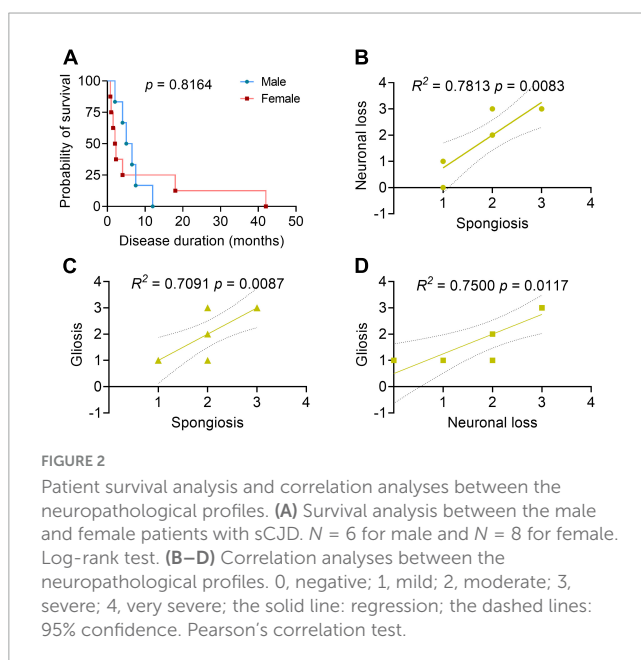 A
p = 0.8164
Male
Female
Probability of survival
100
75
50
25
0
0 10 20 30 40 50
Disease duration (months)
B
R² = 0.7813 p = 0.0083
Neuronal loss
4
3
2
1
0
-1
1 2 3 4
Spongiosis
C
R² = 0.7091 p = 0.0087
Gliosis
4
3
2
1
0
-1
1 2 3 4
Spongiosis
D
R² = 0.7500 p = 0.0117
Gliosis
4
3
2
1
0
-1
1 2 3 4
Neuronal loss
FIGURE 2
Patient survival analysis and correlation analyses between the
neuropathological profiles. (A) Survival analysis between the male
and female patients with sCJD. N = 6 for male and N = 8 for female.
Log-rank test. (B–D) Correlation analyses between the
neuropathological profiles. 0, negative; 1, mild; 2, moderate; 3,
severe; 4, very severe; the solid line: regression; the dashed lines:
95% confidence. Pearson's correlation test.